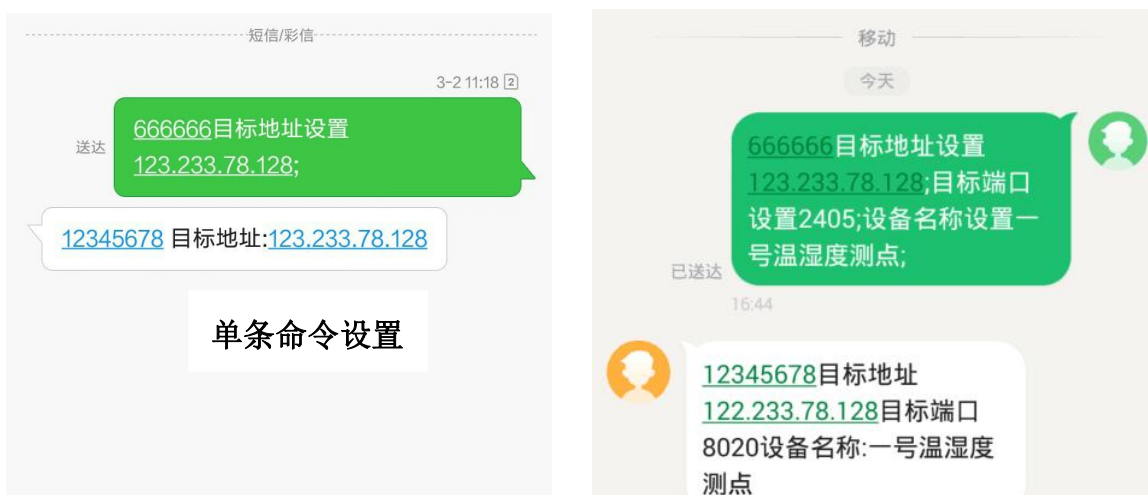 短信/彩信
3-2 11:18 2
送达
666666目标地址设置
123.233.78.128;
12345678 目标地址:123.233.78.128
单条命令设置
移动
今天
666666目标地址设置
123.233.78.128;目标端口
设置2405;设备名称设置一
号温湿度测点;
已送达
16:44
12345678目标地址
122.233.78.128目标端口
8020设备名称:一号温湿度
测点